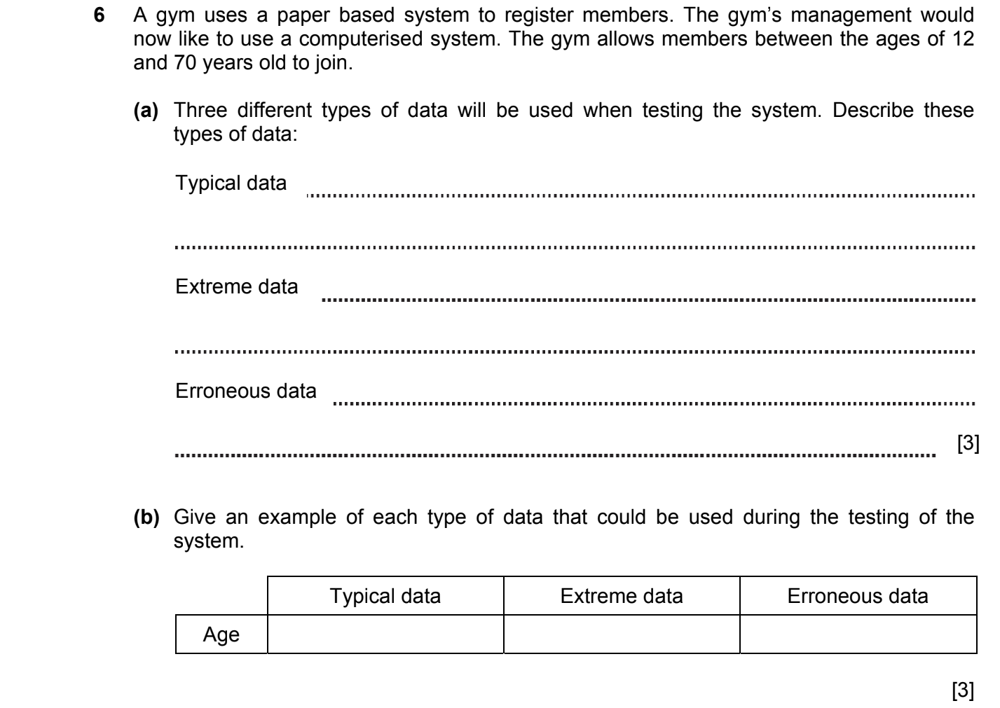 6 A gym uses a paper based system to register members. The gym's management would
now like to use a computerised system. The gym allows members between the ages of 12
and 70 years old to join.
(a) Three different types of data will be used when testing the system. Describe these
types of data:
Typical data
Extreme data
Erroneous data
[3]
(b) Give an example of each type of data that could be used during the testing of the
system.
Typical data Extreme data Erroneous data
Age
[3]